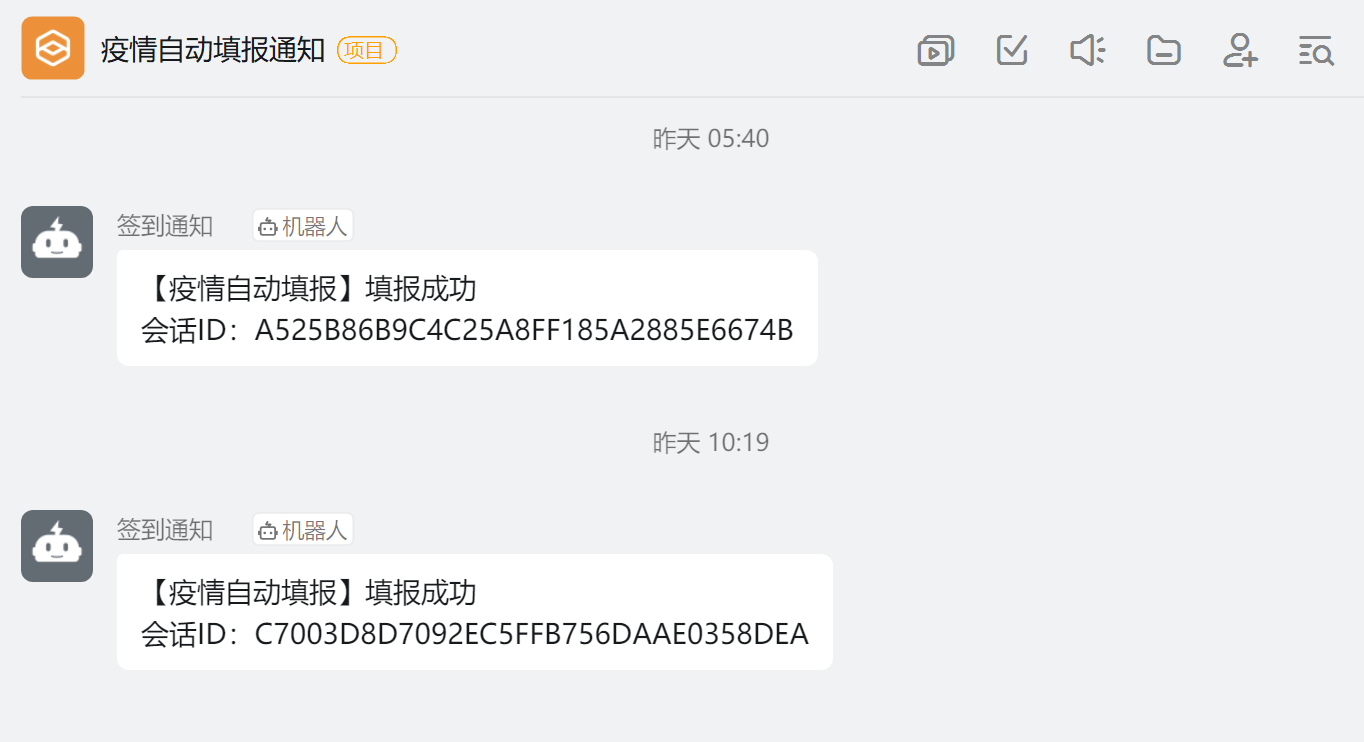 疫情自动填报通知 项目
昨天 05:40
签到通知 机器人
【疫情自动填报】填报成功
会话ID：A525B86B9C4C25A8FF185A2885E6674B
昨天 10:19
签到通知 机器人
【疫情自动填报】填报成功
会话ID：C7003D8D7092EC5FFB756DAAE0358DEA